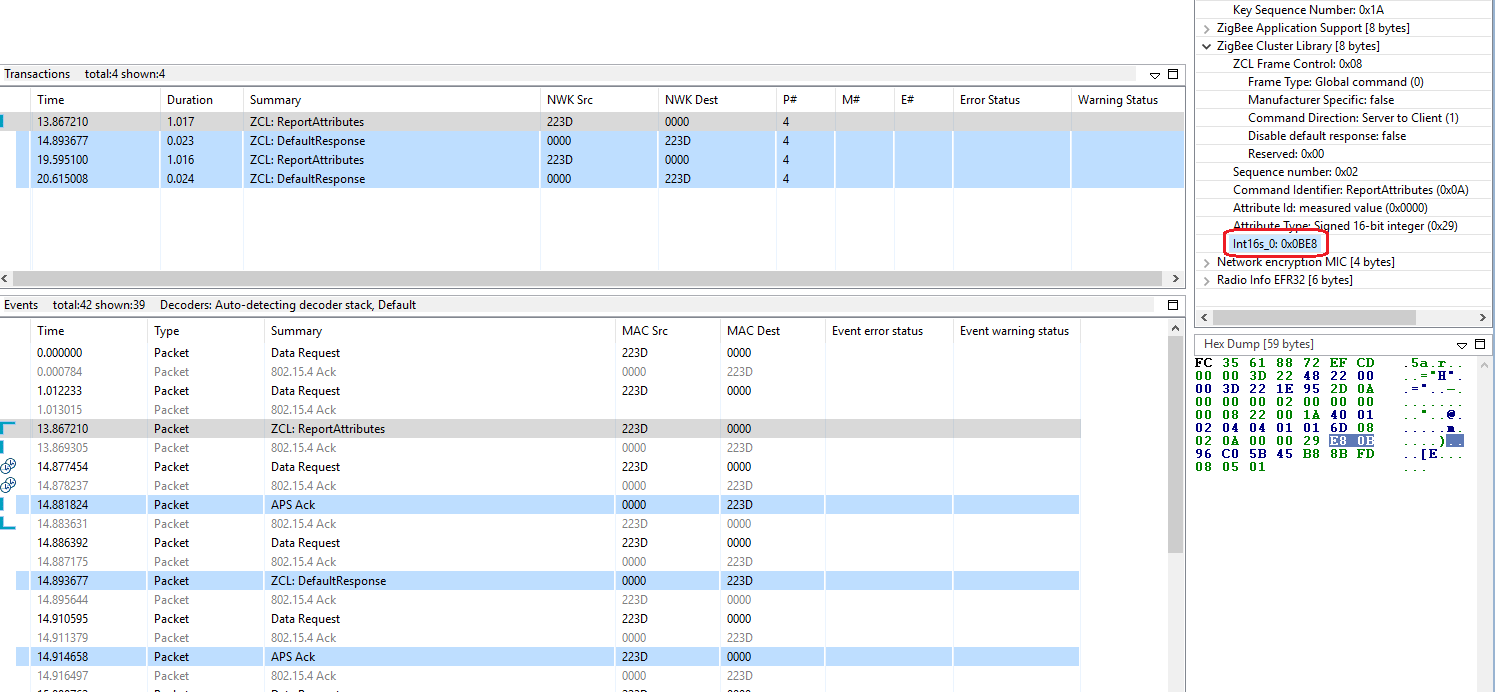 Transactions total:4 shown:4
Time Duration Summary NWK Src NWK Dest P# M# E# Error Status Warning Status
13.867210 1.017 ZCL: ReportAttributes 223D 0000 4
14.893677 0.023 ZCL: DefaultResponse 0000 223D 4
19.595100 1.016 ZCL: ReportAttributes 223D 0000 4
20.615008 0.024 ZCL: DefaultResponse 0000 223D 4
Events total:42 shown:39 Decoders: Auto-detecting decoder stack, Default
Time Type Summary MAC Src MAC Dest Event error status Event warning status
0.000000 Packet Data Request 223D 0000
0.000784 Packet 802.15.4 Ack 223D 0000
1.012233 Packet Data Request 223D 0000
1.013015 Packet 802.15.4 Ack
13.867210 Packet ZCL: ReportAttributes 223D 0000
13.869305 Packet 802.15.4 Ack 223D 0000
14.877454 Packet Data Request 223D 0000
14.878237 Packet 802.15.4 Ack 223D 0000
14.881824 Packet APS Ack 0000 223D
14.883631 Packet 802.15.4 Ack 0000 223D
14.886392 Packet Data Request 223D 0000
14.887175 Packet 802.15.4 Ack 223D 0000
14.893677 Packet ZCL: DefaultResponse 0000 223D
14.895644 Packet 802.15.4 Ack 0000 223D
14.910595 Packet Data Request 223D 0000
14.911379 Packet 802.15.4 Ack 0000 223D
14.914658 Packet APS Ack 223D 0000
14.916497 Packet 802.15.4 Ack 223D 0000
Key Sequence Number: 0x1A
ZigBee Application Support [8 bytes]
ZigBee Cluster Library [8 bytes]
ZCL Frame Control: 0x08
Frame Type: Global command (0)
Manufacturer Specific: false
Command Direction: Server to Client (1)
Disable default response: false
Reserved: 0x00
Sequence number: 0x02
Command Identifier: ReportAttributes (0x0A)
Attribute Id: measured value (0x0000)
Attribute Type: Signed 16-bit integer (0x29)
Int16s_0: 0x0BE8
Network encryption MIC [4 bytes]
Radio Info EFR32 [6 bytes]
Hex Dump [59 bytes]
FC 35 61 88 72 EF CD .5a.r..
00 00 3D 22 48 22 00 ..="H".
00 3D 22 1E 95 2D 0A .="..-.
00 00 00 02 00 00 00 .......
00 08 22 00 1A 40 01 .."..@.
02 04 04 01 01 6D 08 .....m.
02 0A 00 00 29 E8 0B ....)..
96 C0 5B 45 B8 8B FD ..[E...
08 05 01 ...